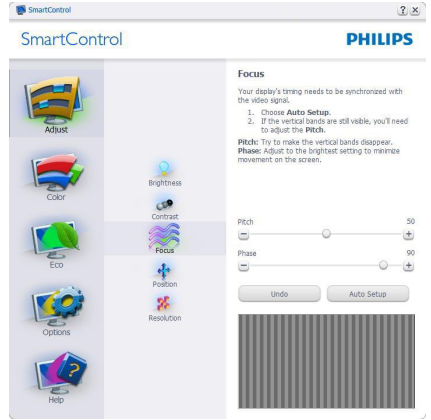 SmartControl
? ×
SmartControl
PHILIPS
Adjust
Color
Eco
Options
Help
Brightness
Contrast
Focus
Position
Resolution
Focus
Your display's timing needs to be synchronized with
the video signal.
1. Choose Auto Setup.
2. If the vertical bands are still visible, you'll need
to adjust the Pitch.
Pitch: Try to make the vertical bands disappear.
Phase: Adjust to the brightest setting to minimize
movement on the screen.
Pitch 50
Phase 90
Undo Auto Setup